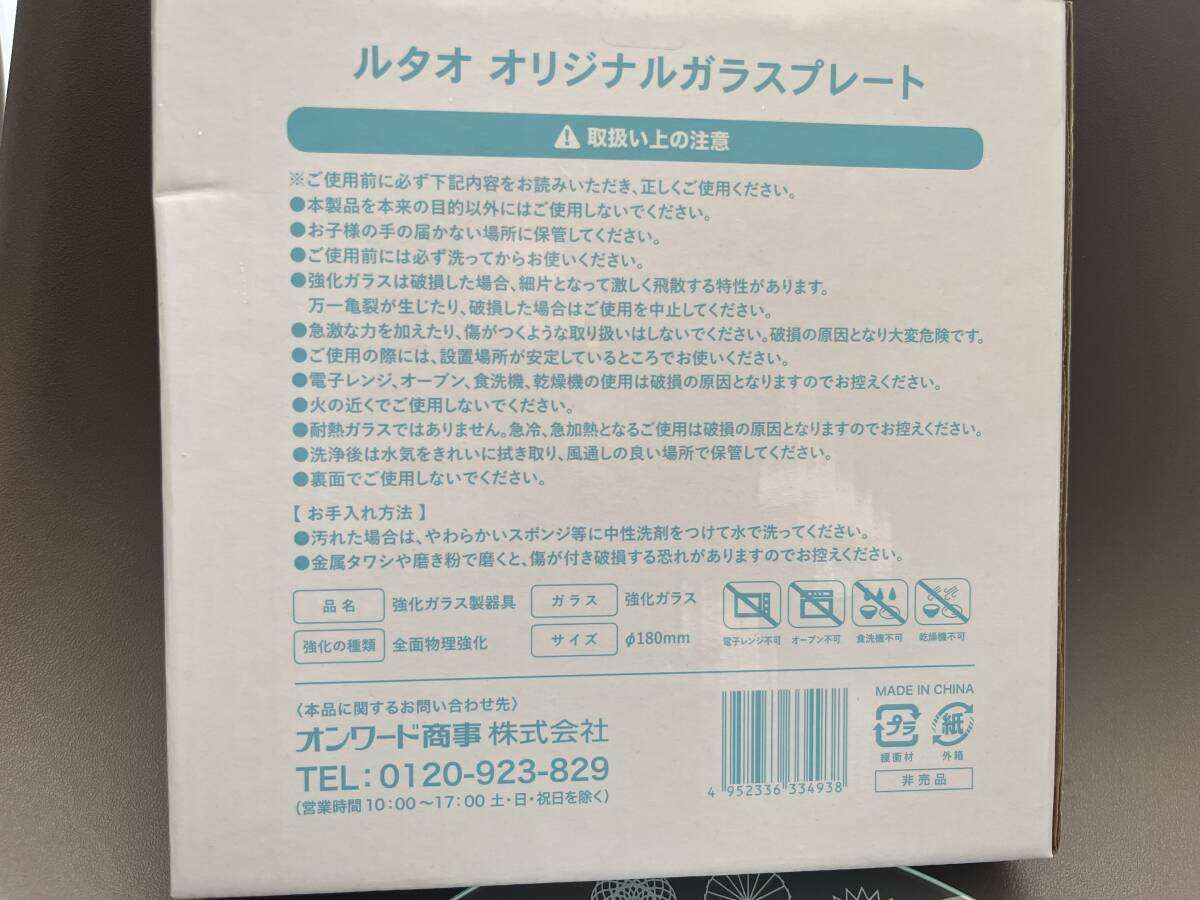 ルタオ オリジナルガラスプレート
取扱い上の注意
※ご使用前に必ず下記内容をお読みいただき、正しくご使用ください。
●本製品を本来の目的以外にはご使用しないでください。
●お子様の手の届かない場所に保管してください。
●ご使用前には必ず洗ってからお使いください。
●強化ガラスは破損した場合、細片となって激しく飛散する特性があります。
万一亀裂が生じたり、破損した場合はご使用を中止してください。
●急激な力を加えたり、傷がつくような取り扱いはしないでください。破損の原因となり大変危険です。
●ご使用の際には、設置場所が安定しているところでお使いください。
●電子レンジ、オーブン、食洗機、乾燥機の使用は破損の原因となりますのでお控えください。
●火の近くでご使用しないでください。
●耐熱ガラスではありません。急冷、急加熱となるご使用は破損の原因となりますのでお控えください。
●洗浄後は水気をきれいに拭き取り、風通しの良い場所で保管してください。
●裏面でご使用しないでください。
【 お手入れ方法 】
●汚れた場合は、やわらかいスポンジ等に中性洗剤をつけて水で洗ってください。
●金属タワシや磨き粉で磨くと、傷が付き破損する恐れがありますのでお控えください。
品名 強化ガラス製器具 ガラス 強化ガラス
強化の種類 全面物理強化 サイズ φ180mm
電子レンジ不可 オーブン不可 食洗機不可 乾燥機不可
〈本品に関するお問い合わせ先〉
オンワード商事 株式会社
TEL:0120-923-829
(営業時間 10:00〜17:00 土・日・祝日を除く)
4 952336 334938
MADE IN CHINA
プラ 紙
緩衝材 外箱
非売品